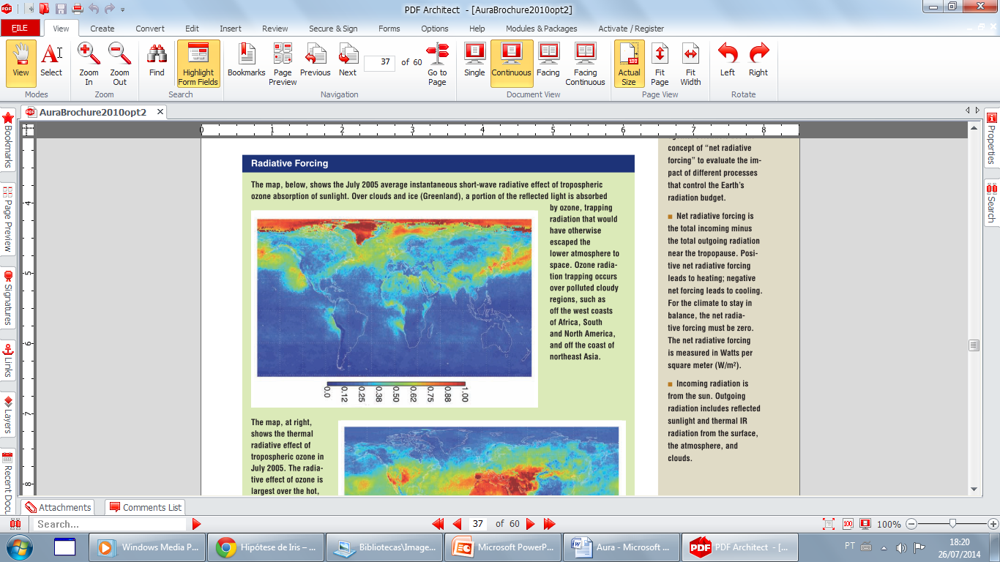 PDF Architect - [AuraBrochure2010opt2]
FILE View Create Convert Edit Insert Review Secure & Sign Forms Options Help Modules & Packages Activate / Register
View Select Zoom In Zoom Out Find Highlight Form Fields Bookmarks Page Preview Previous Next 37 of 60 Go to Page Single Continuous Facing Facing Continuous Actual Size Fit Page Fit Width Left Right
Modes Zoom Search Navigation Document View Page View Rotate
AuraBrochure2010opt2
Bookmarks
Page Preview
Signatures
Links
Layers
Recent Docu
Properties
Search
0 1 2 3 4 5 6 7 8
4
5
6
7
8
Radiative Forcing
The map, below, shows the July 2005 average instantaneous short-wave radiative effect of tropospheric
ozone absorption of sunlight. Over clouds and ice (Greenland), a portion of the reflected light is absorbed
by ozone, trapping
radiation that would
have otherwise
escaped the
lower atmosphere to
space. Ozone radia-
tion trapping occurs
over polluted cloudy
regions, such as
off the west coasts
of Africa, South
and North America,
and off the coast of
northeast Asia.
0.0 0.12 0.25 0.38 0.50 0.62 0.75 0.88 1.00
The map, at right,
shows the thermal
radiative effect of
tropospheric ozone in
July 2005. The radia-
tive effect of ozone is
largest over the hot,
concept of “net radiative
forcing” to evaluate the im-
pact of different processes
that control the Earth’s
radiation budget.
■ Net radiative forcing is
the total incoming minus
the total outgoing radiation
near the tropopause. Posi-
tive net radiative forcing
leads to heating; negative
net forcing leads to cooling.
For the climate to stay in
balance, the net radia-
tive forcing must be zero.
The net radiative forcing
is measured in Watts per
square meter (W/m²).
■ Incoming radiation is
from the sun. Outgoing
radiation includes reflected
sunlight and thermal IR
radiation from the surface,
the atmosphere, and
clouds.
Attachments Comments List
Search... 37 of 60 100%
Windows Media P... Hipótese de Iris – ... Bibliotecas\Image... Microsoft PowerP... Aura - Microsoft ... PDF Architect - [... PT 18:20
26/07/2014